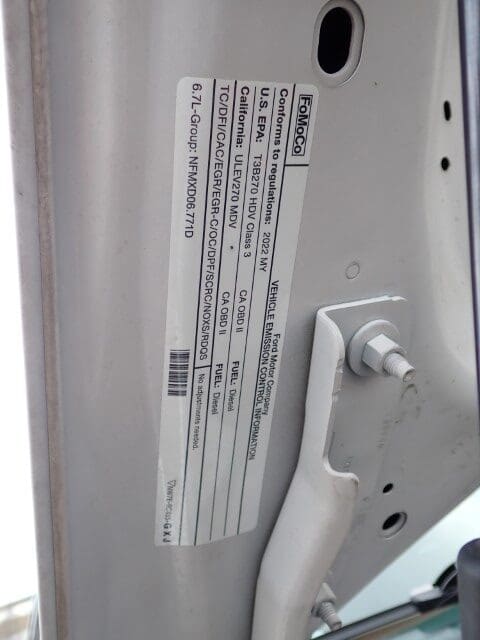 FoMoCo
Ford Motor Company
VEHICLE EMISSION CONTROL INFORMATION
Conforms to regulations: 2022 MY
U.S. EPA: T3B270 HDV Class 3 CA OBD II FUEL: Diesel
California: ULEV270 MDV * CA OBD II FUEL: Diesel
TC/DFI/CAC/EGR/EGR-C/OC/DPF/SCRC/NOXS/RDQS No adjustments needed.
6.7L-Group: NFMXD06.771D
GXJ